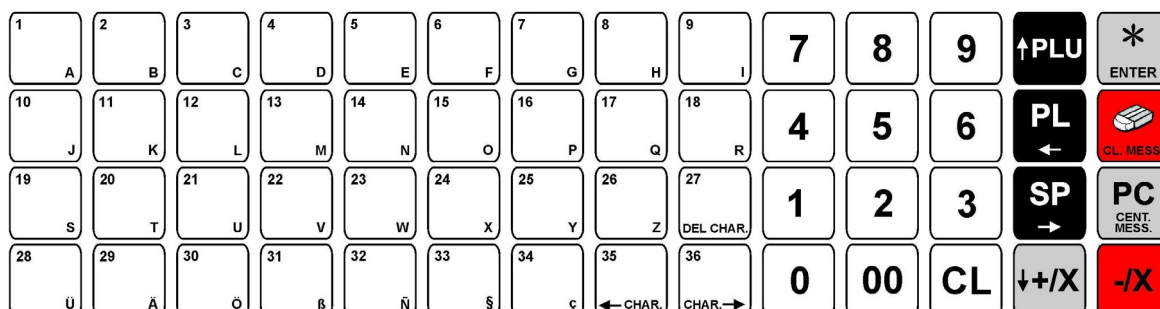 1 2 3 4 5 6 7 8 9
A B C D E F G H I
7 8 9 ↑PLU *
ENTER
10 11 12 13 14 15 16 17 18
J K L M N O P Q R
4 5 6 PL
← CL. MESS
19 20 21 22 23 24 25 26 27
S T U V W X Y Z DEL CHAR.
1 2 3 SP PC
→ CENT.
MESS.
28 29 30 31 32 33 34 35 36
Ü Ä Ö ß Ñ § ç ←CHAR. CHAR.→
0 00 CL ↓+/X -/X